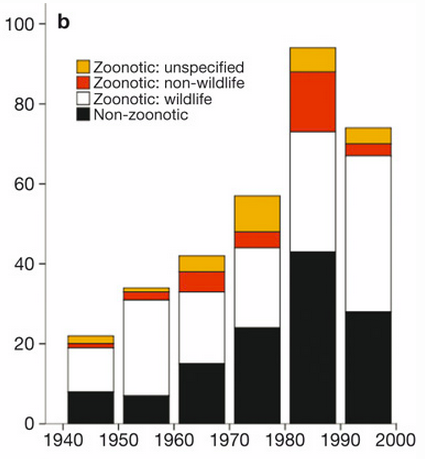 b
100
80
60
40
20
0
Zoonotic: unspecified
Zoonotic: non-wildlife
Zoonotic: wildlife
Non-zoonotic
1940 1950 1960 1970 1980 1990 2000